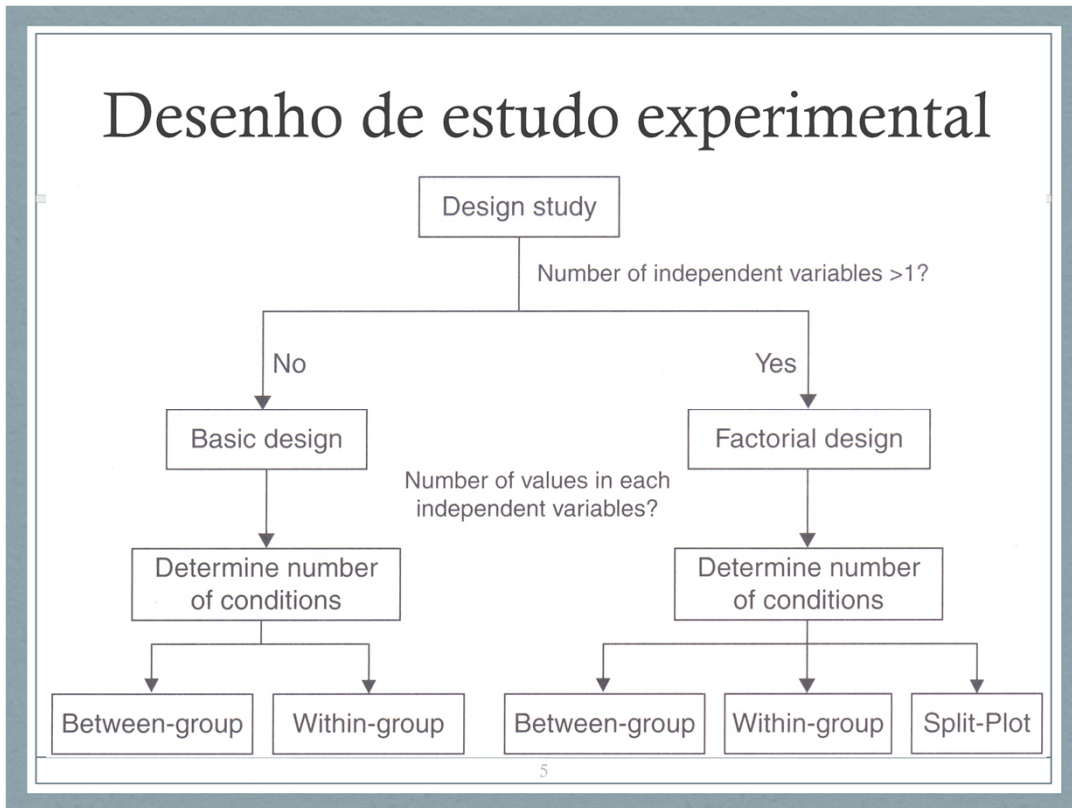 Desenho de estudo experimental
Design study
Number of independent variables >1?
No
Yes
Basic design
Factorial design
Number of values in each
independent variables?
Determine number
of conditions
Determine number
of conditions
Between-group
Within-group
Between-group
Within-group
Split-Plot
5